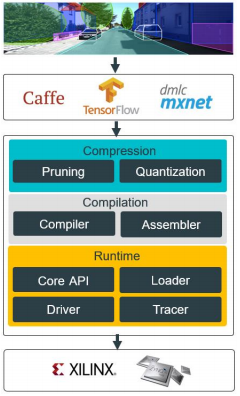 Caffe
TensorFlow
dmlc
mxnet
Compression
Pruning Quantization
Compilation
Compiler Assembler
Runtime
Core API Loader
Driver Tracer
XILINX